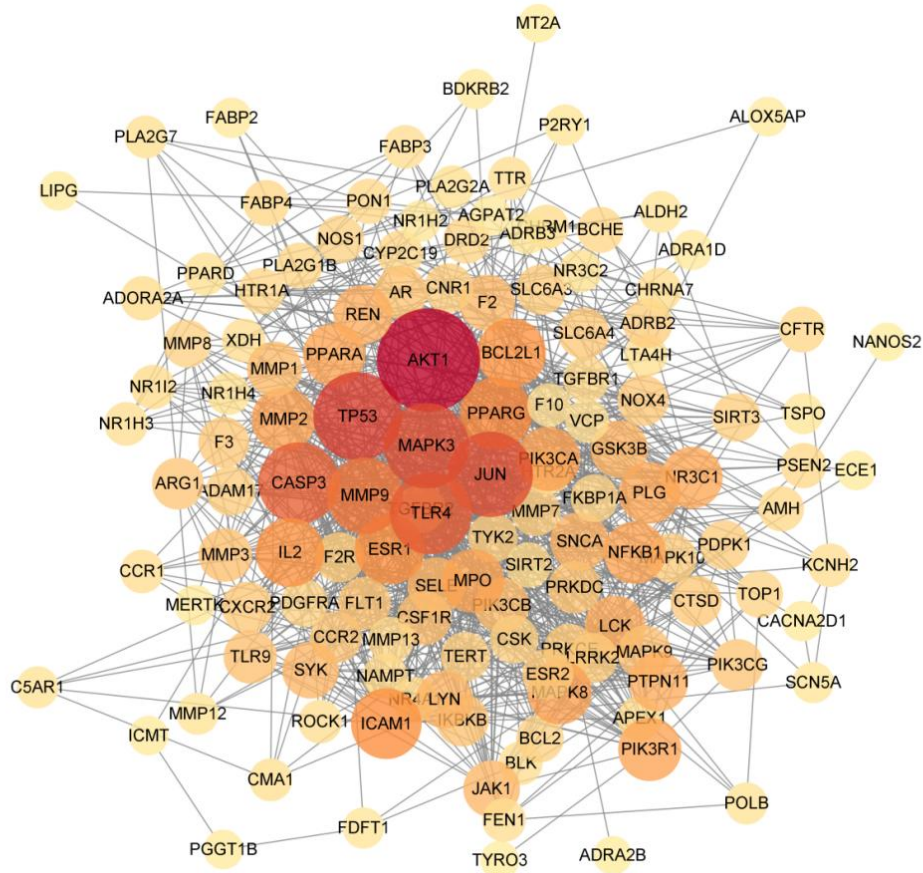 MT2A
BDKRB2
ALOX5AP
FABP2
P2RY1
PLA2G7
FABP3
TTR
LIPG
PLA2G2A
FABP4
PON1
AGPAT2
ALDH2
NR1H2
ADRB3
BCHE
NOS1
DRD2
ADRA1D
CYP2C19
PPARD
PLA2G1B
NR3C2
ADORA2A
HTR1A
AR
CNR1
F2
SLC6A3
CHRNA7
REN
ADRB2
SLC6A4
CFTR
NANOS2
MMP8
XDH
PPARA
AKT1
BCL2L1
LTA4H
MMP1
TGFBR1
NR1I2
NR1H4
F10
NOX4
TSPO
NR1H3
MMP2
TP53
PPARG
VCP
SIRT3
F3
MAPK3
GSK3B
PIK3CA
PSEN2
ECE1
ARG1
ADAM17
CASP3
MMP9
JUN
FKBP1A
PLG
NR3C1
AMH
TLR4
MMP7
MMP3
IL2
F2R
ESR1
TYK2
SIRT2
SNCA
NFKB1
MAPK10
PDPK1
CCR1
KCNH2
MERTK
CXCR2
PDGFRA
FLT1
SELE
MPO
PRKDC
CTSD
TOP1
CSF1R
PIK3CB
CACNA2D1
CCR2
MMP13
CSK
LCK
TLR9
SYK
TERT
LRRK2
MAPK9
PIK3CG
C5AR1
NAMPT
ESR2
PTPN11
SCN5A
MMP12
LYN
MAPK8
ICMT
ROCK1
ICAM1
IKBKB
APEX1
BCL2
PIK3R1
CMA1
BLK
JAK1
POLB
FDFT1
FEN1
PGGT1B
TYRO3
ADRA2B